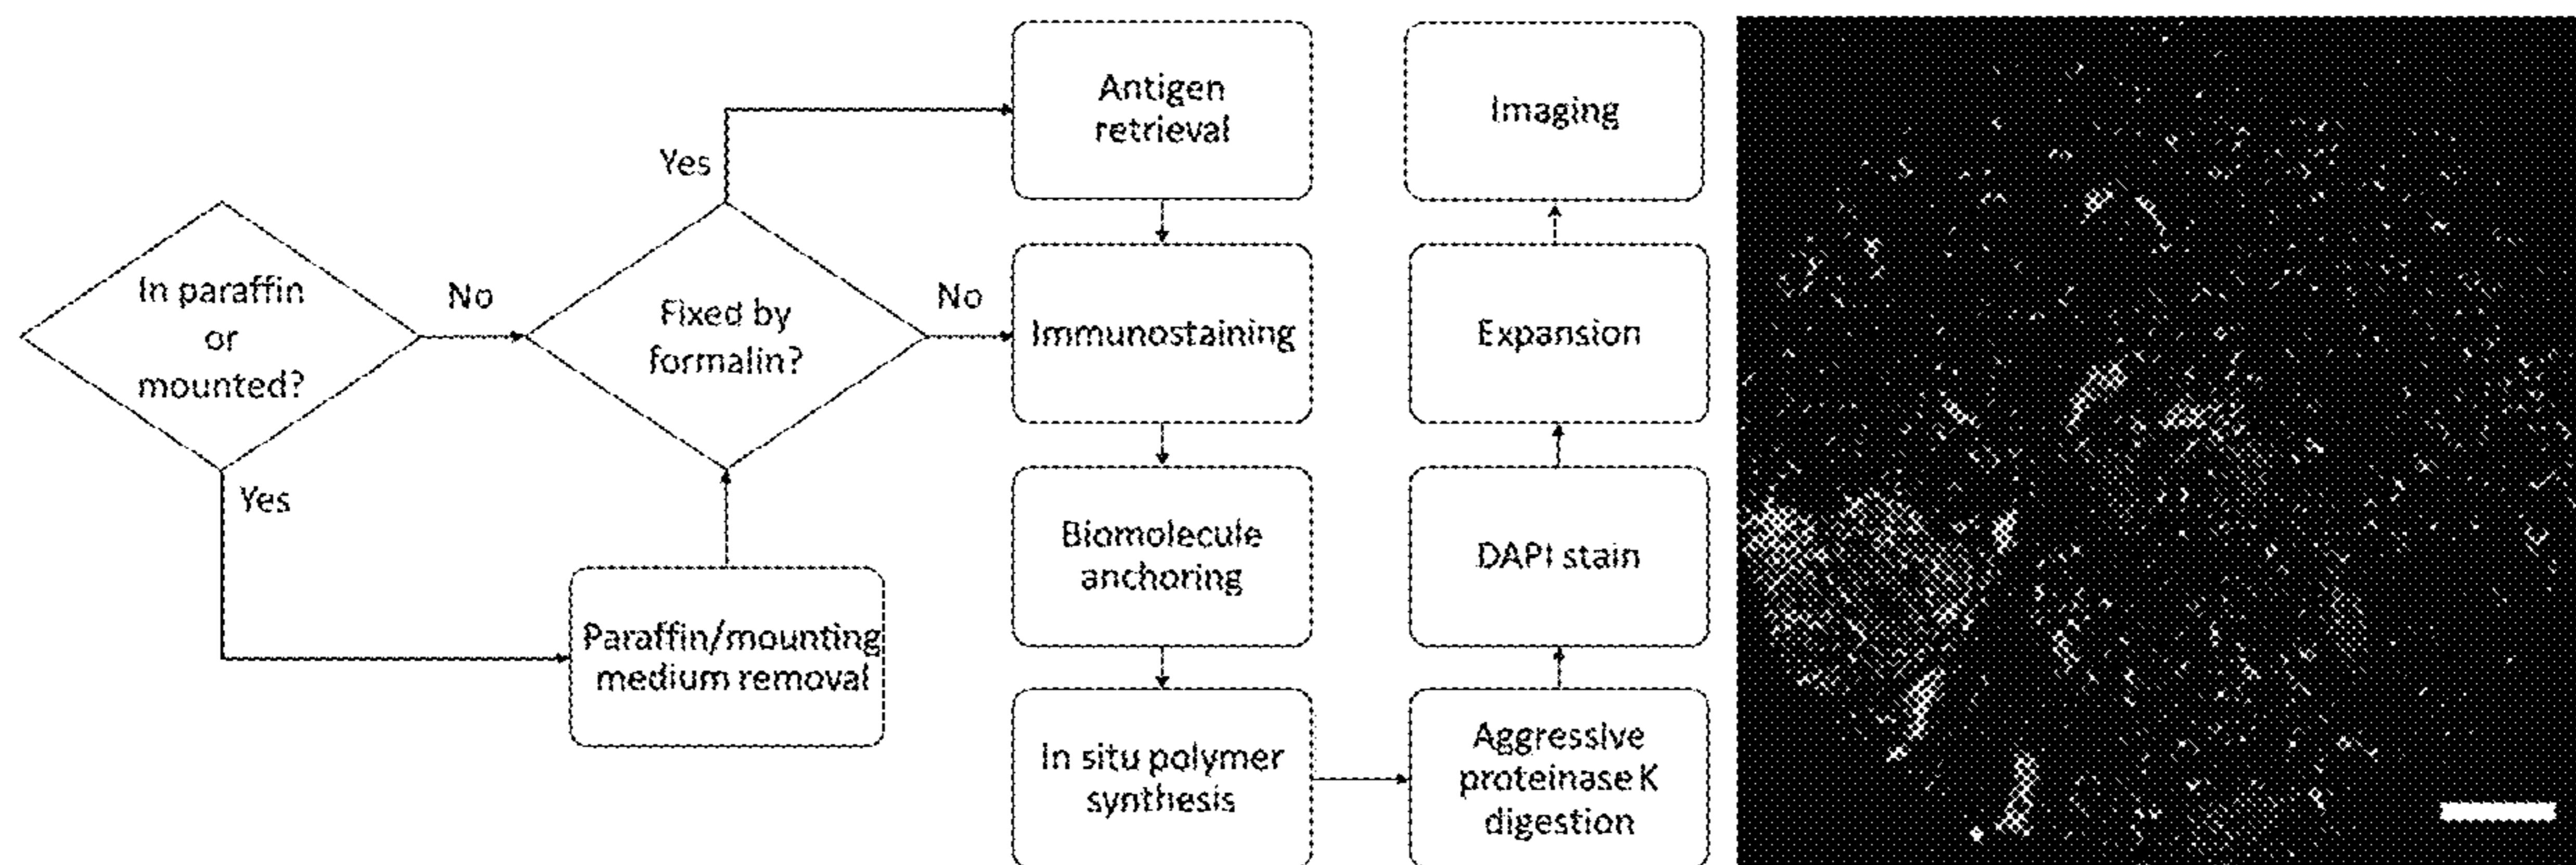 In paraffin
or
mounted?
No
Yes
Paraffin/mounting
medium removal
Fixed by
formalin?
Yes
No
Antigen
retrieval
Immunostaining
Biomolecule
anchoring
In situ polymer
synthesis
Aggressive
proteinase K
digestion
DAPI stain
Expansion
Imaging